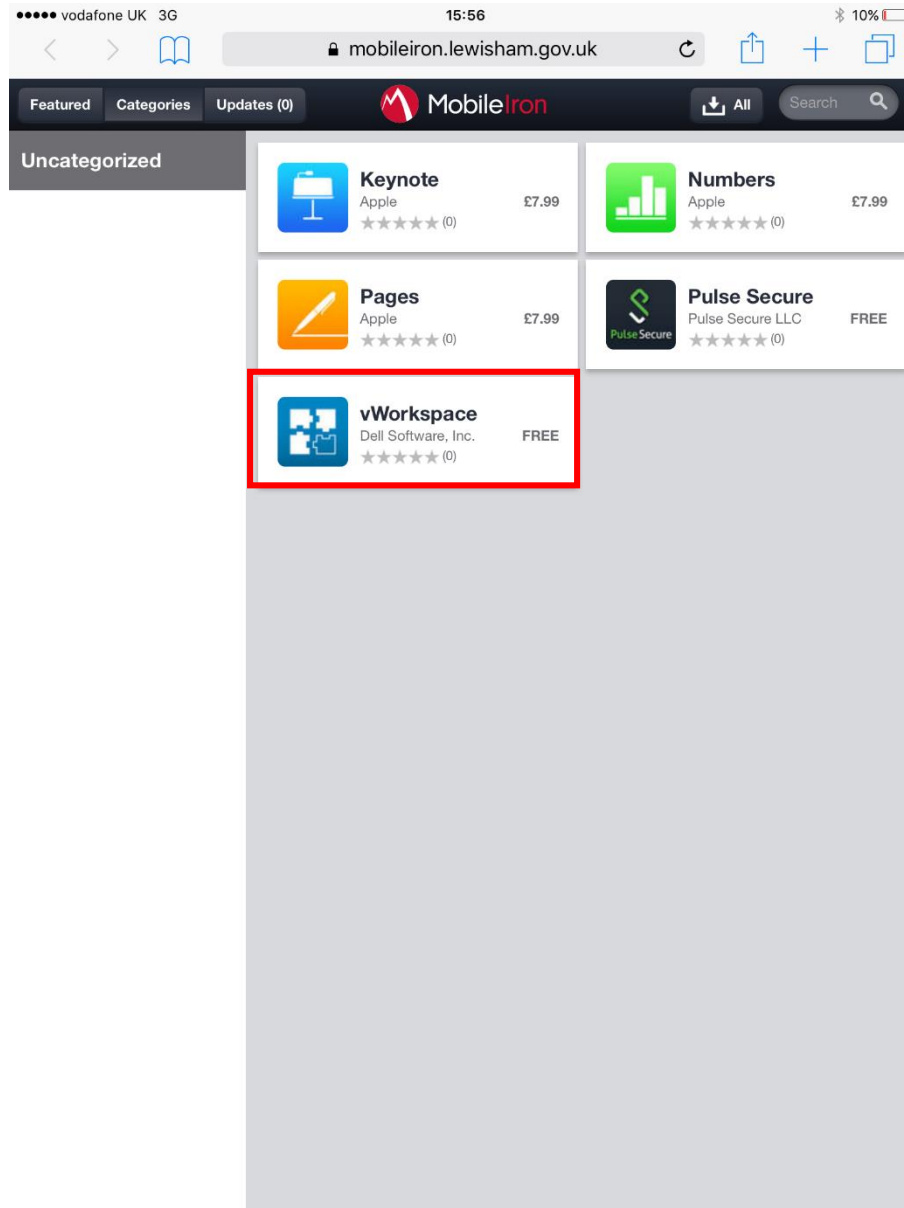 vodafone UK 3G 15:56 10%
mobileiron.lewisham.gov.uk
Featured Categories Updates (0) MobileIron All Search
Uncategorized
Keynote
Apple £7.99
(0)
Numbers
Apple £7.99
(0)
Pages
Apple £7.99
(0)
Pulse Secure
Pulse Secure
Pulse Secure LLC FREE
(0)
vWorkspace
Dell Software, Inc. FREE
(0)